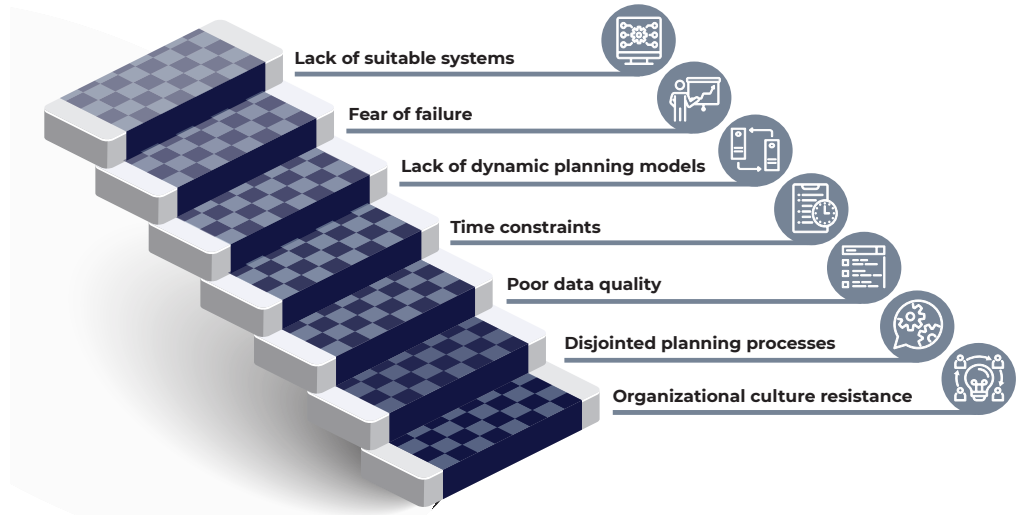 Lack of suitable systems
Fear of failure
Lack of dynamic planning models
Time constraints
Poor data quality
Disjointed planning processes
Organizational culture resistance